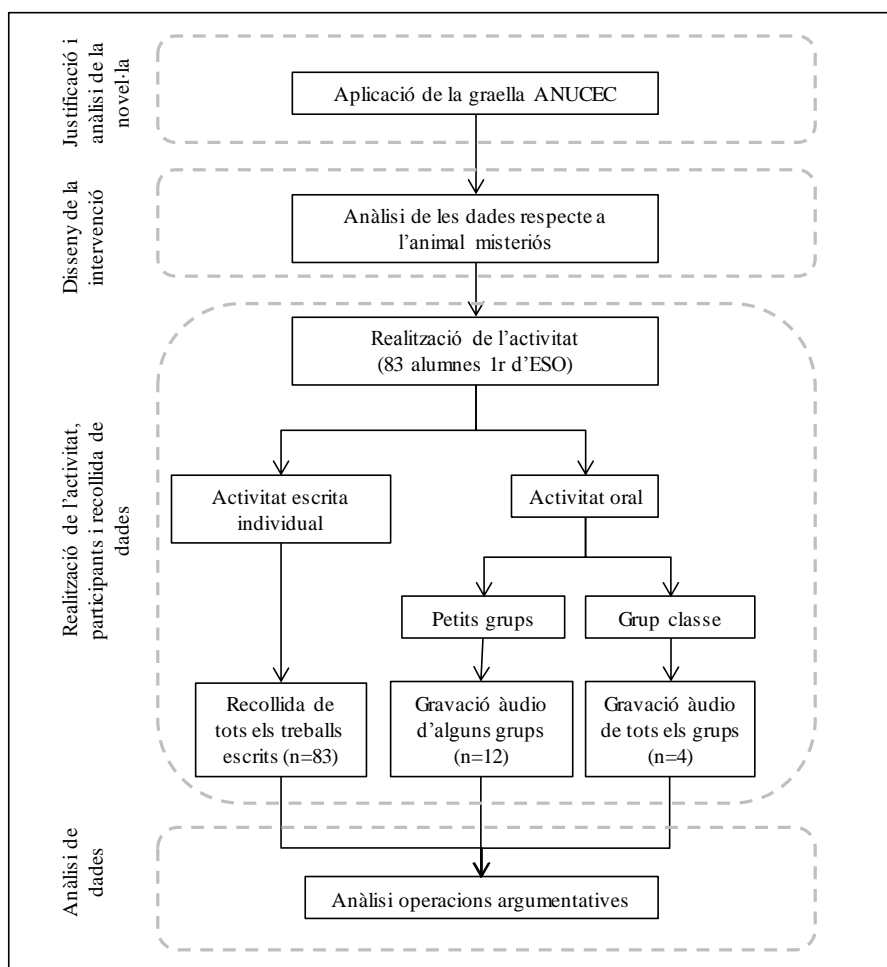 Justificació i
anàlisi de la
novel·la
Aplicació de la graella ANUCEC
Disseny de la
intervenció
Anàlisi de les dades respecte a
l'animal misteriós
Realització de l'activitat,
participants i recollida de
dades
Realització de l'activitat
(83 alumnes 1r d'ESO)
Activitat escrita
individual
Activitat oral
Petits grups
Grup classe
Recollida de
tots els treballs
escrits (n=83)
Gravació àudio
d'alguns grups
(n=12)
Gravació àudio
de tots els grups
(n=4)
Anàlisi de
dades
Anàlisi operacions argumentatives